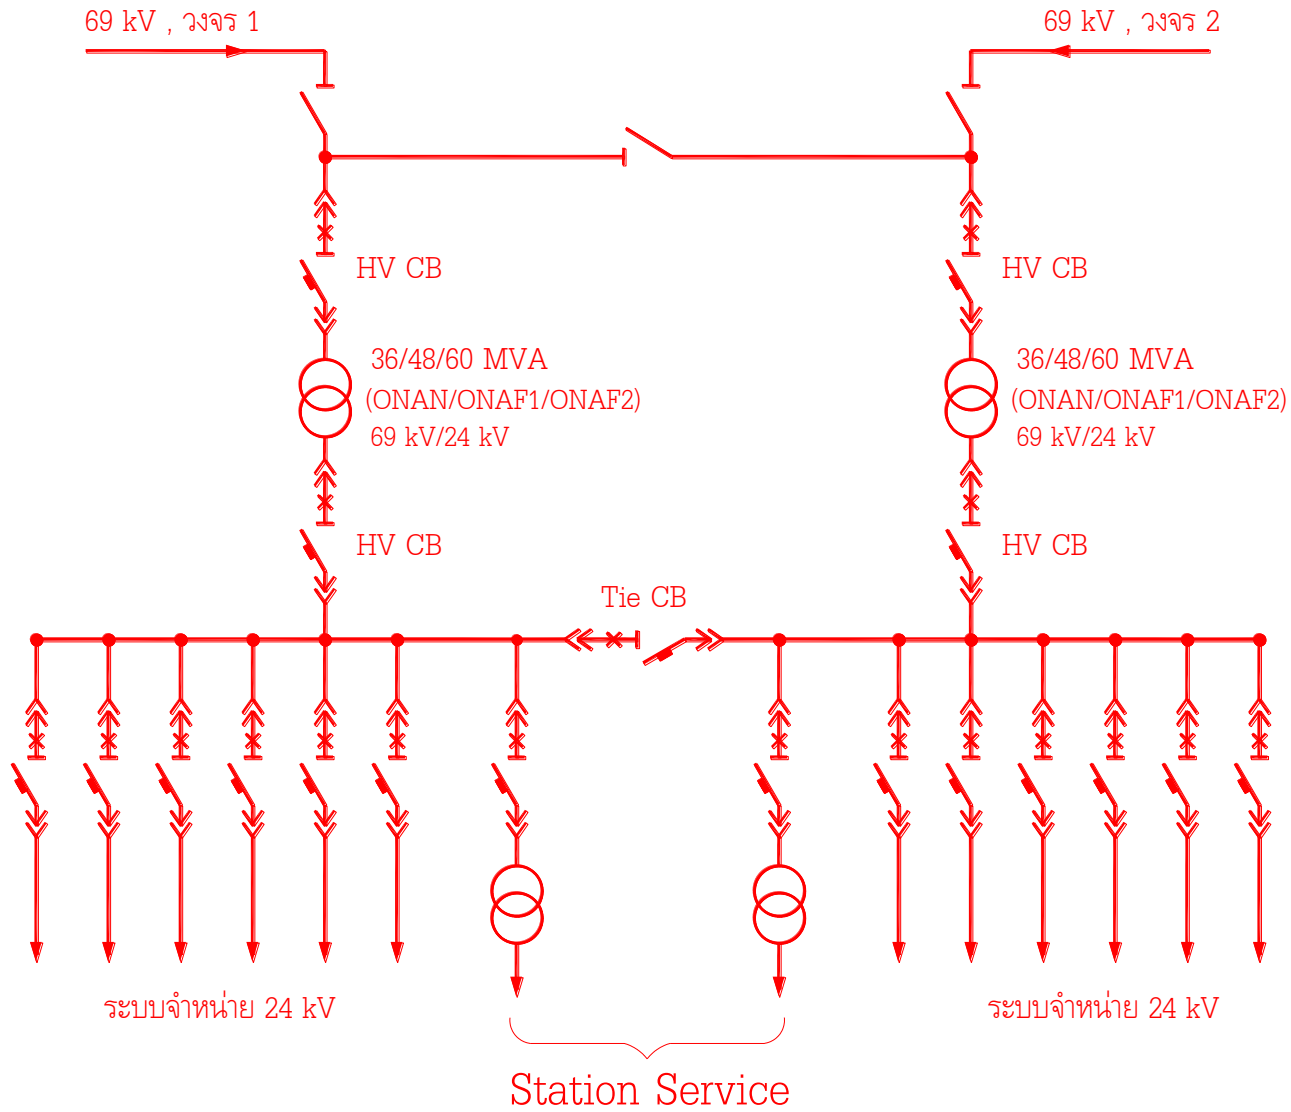 69 kV , วงจร 1
69 kV , วงจร 2
HV CB
HV CB
36/48/60 MVA
(ONAN/ONAF1/ONAF2)
69 kV/24 kV
36/48/60 MVA
(ONAN/ONAF1/ONAF2)
69 kV/24 kV
HV CB
HV CB
Tie CB
ระบบจำหน่าย 24 kV
ระบบจำหน่าย 24 kV
Station Service